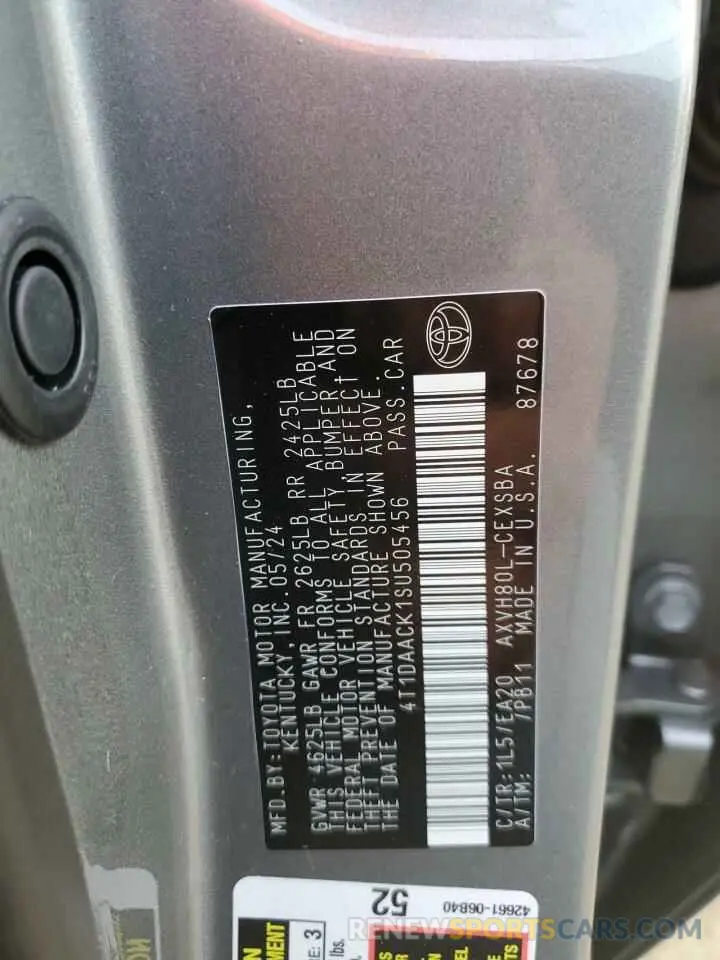 MFD.BY:TOYOTA MOTOR MANUFACTURING,
KENTUCKY, INC. 05/24
GVWR 4625LB GAWR FR 2625LB RR 2425LB
THIS VEHICLE CONFORMS TO ALL APPLICABLE
FEDERAL MOTOR VEHICLE SAFETY, BUMPER, AND
THEFT PREVENTION STANDARDS IN EFFECT ON
THE DATE OF MANUFACTURE SHOWN ABOVE.
4T1DAACK1SU505456 PASS.CAR
C/TR:1L5/EA20 AXVH80L-CEXSBA
A/TM: /PB11 MADE IN U.S.A. 87678
52
42661-06B40
3
lbs.
RENEWSPORTSCARS.COM